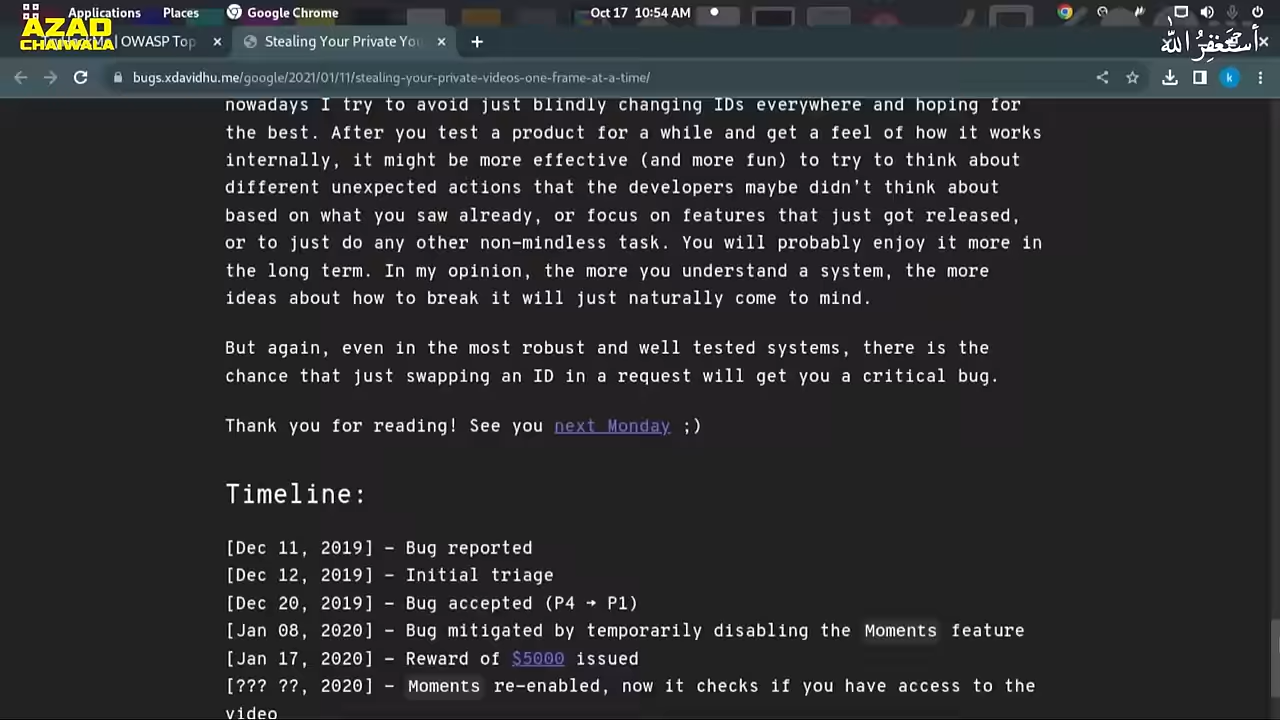 Applications Places Google Chrome Oct 17 10:54 AM
AZAD
CHAIWALA
| OWASP Top Stealing Your Private You
أستغفر الله
bugs.xdavidhu.me/google/2021/01/11/stealing-your-private-videos-one-frame-at-a-time/ k
nowadays I try to avoid just blindly changing IDs everywhere and hoping for
the best. After you test a product for a while and get a feel of how it works
internally, it might be more effective (and more fun) to try to think about
different unexpected actions that the developers maybe didn't think about
based on what you saw already, or focus on features that just got released,
or to just do any other non-mindless task. You will probably enjoy it more in
the long term. In my opinion, the more you understand a system, the more
ideas about how to break it will just naturally come to mind.
But again, even in the most robust and well tested systems, there is the
chance that just swapping an ID in a request will get you a critical bug.
Thank you for reading! See you next Monday ;)
Timeline:
[Dec 11, 2019] - Bug reported
[Dec 12, 2019] - Initial triage
[Dec 20, 2019] - Bug accepted (P4 → P1)
[Jan 08, 2020] - Bug mitigated by temporarily disabling the Moments feature
[Jan 17, 2020] - Reward of $5000 issued
[??? ??, 2020] - Moments re-enabled, now it checks if you have access to the
video